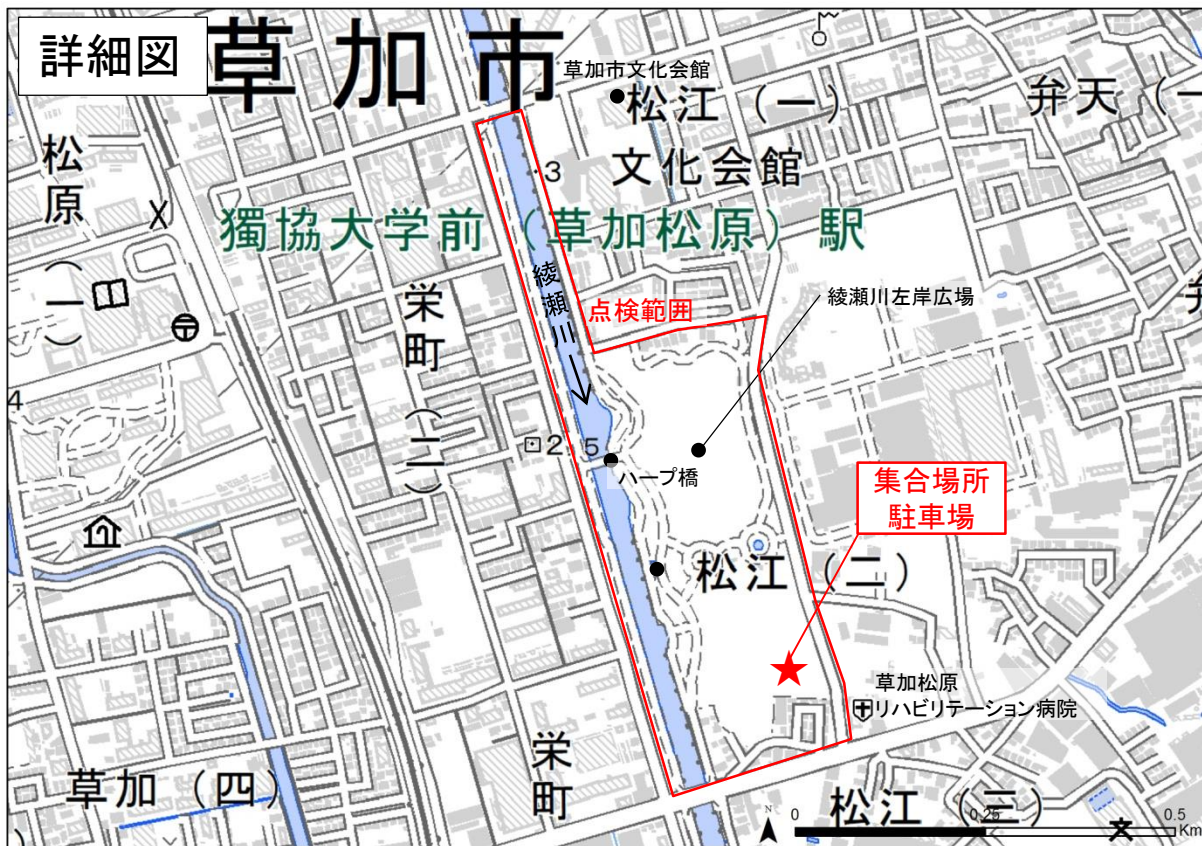 詳細図
草加市
草加市文化会館
松江（一）
弁天（一
文化会館
松原（一）
3
獨協大学前（草加松原）駅
綾瀬川
点検範囲
綾瀬川左岸広場
栄町（二）
4
2.5
ハープ橋
集合場所
駐車場
松江（二）
草加松原
リハビリテーション病院
栄町
草加（四）
松江（三）
N
0
0.25
0.5
Km